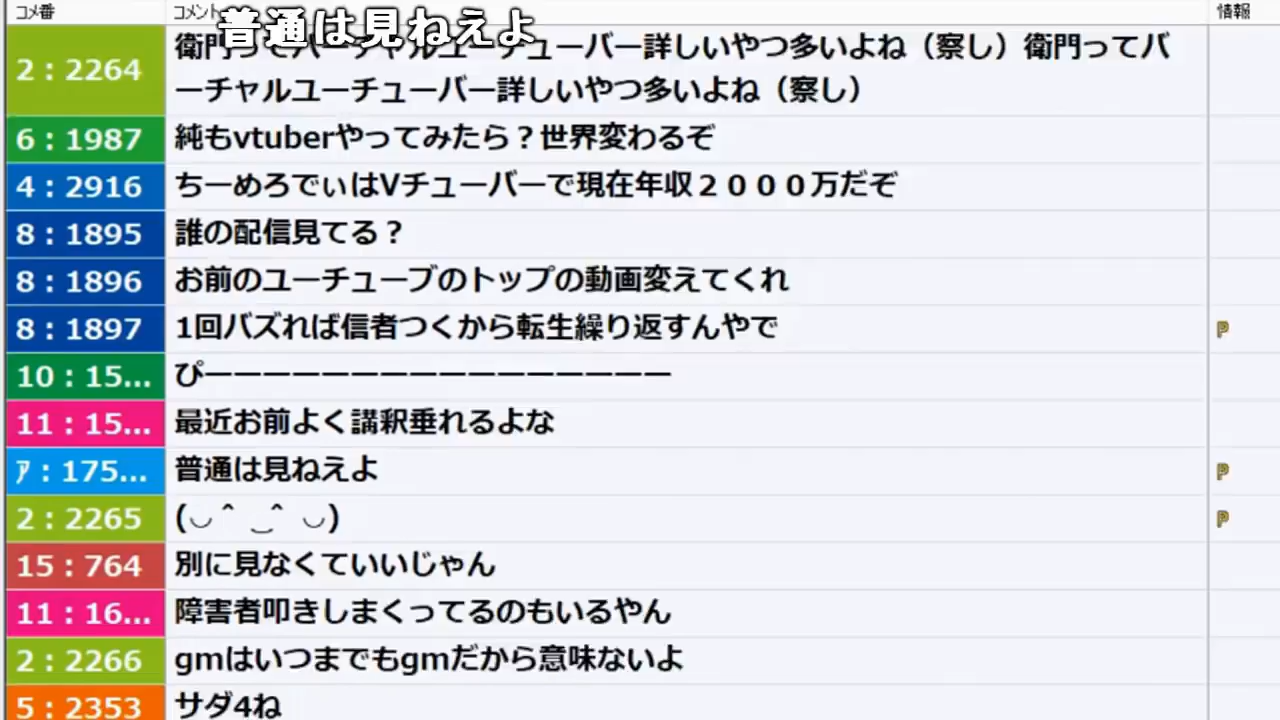 コメ番 コメント 情報
普通は見ねえよ
2：2264 衛門ってバーチャルユーチューバー詳しいやつ多いよね（察し）衛門ってバ
ーチャルユーチューバー詳しいやつ多いよね（察し）
6：1987 純もvtuberやってみたら？世界変わるぞ
4：2916 ちーめろでぃはVチューバーで現在年収２０００万だぞ
8：1895 誰の配信見てる？
8：1896 お前のユーチューブのトップの動画変えてくれ
8：1897 1回バズれば信者つくから転生繰り返すんやで P
10：15... ぴーーーーーーーーーーーーーーーー
11：15... 最近お前よく講釈垂れるよな
ｱ：175... 普通は見ねえよ P
2：2265 (◡ ˆ ‿ˆ ◡) P
15：764 別に見なくていいじゃん
11：16... 障害者叩きしまくってるのもいるやん
2：2266 gmはいつまでもgmだから意味ないよ
5：2353 サダ4ね